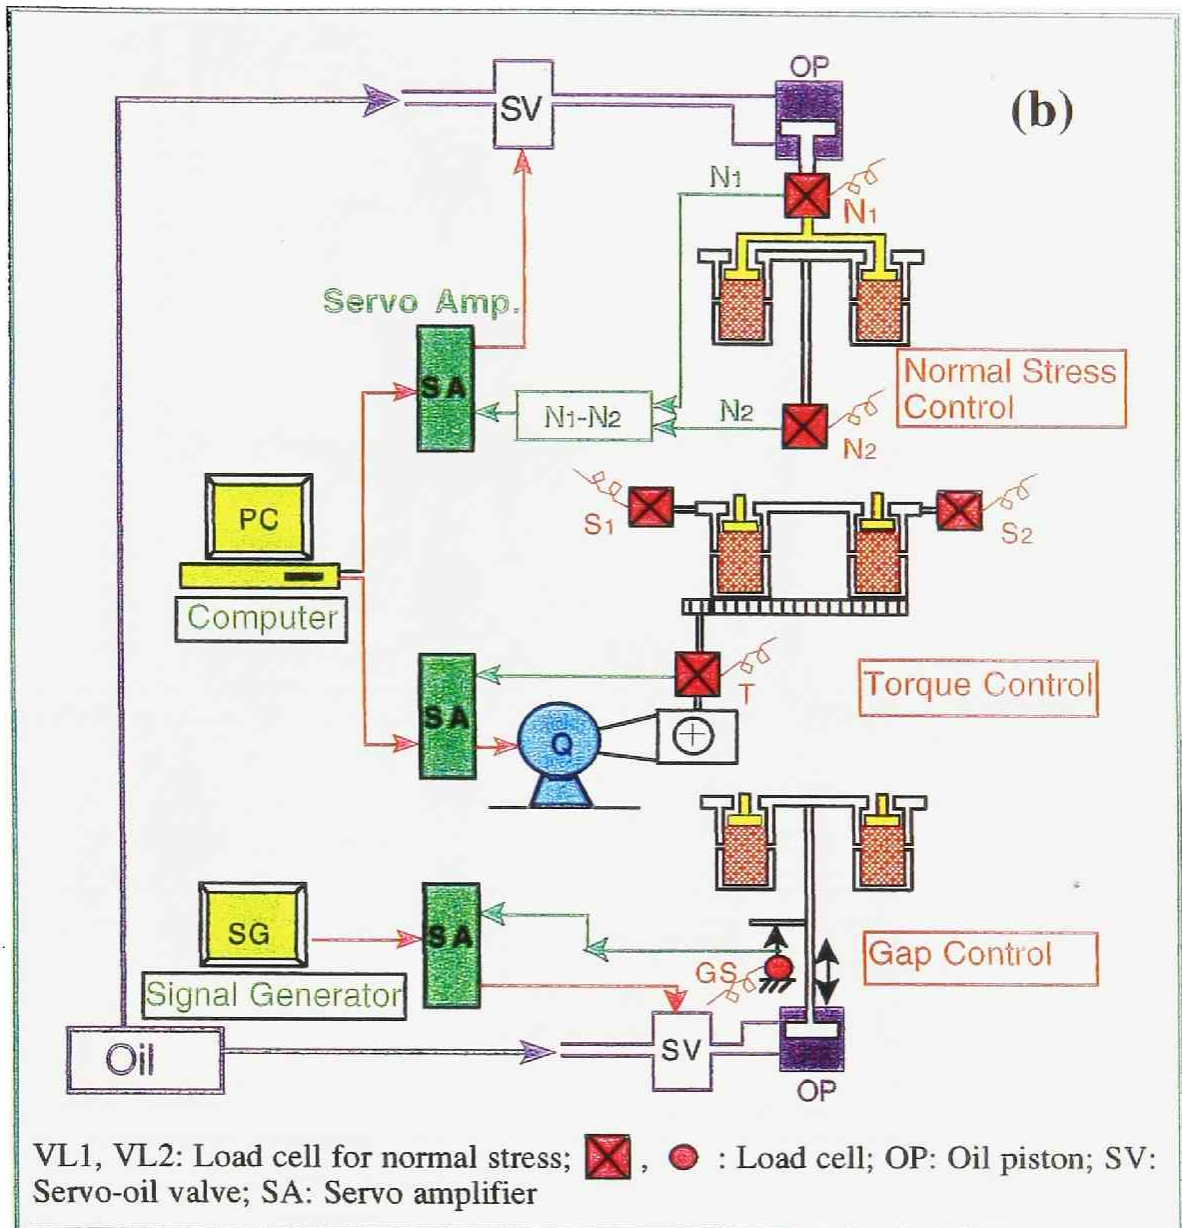 OP
SV
(b)
N1
N1
Servo Amp.
SA
Normal Stress
Control
N1-N2
N2
N2
PC
S1
S2
Computer
T
Torque Control
SA
Q
SG
SA
GS
Gap Control
Signal Generator
Oil
SV
OP
VL1, VL2: Load cell for normal stress; , : Load cell; OP: Oil piston; SV:
Servo-oil valve; SA: Servo amplifier